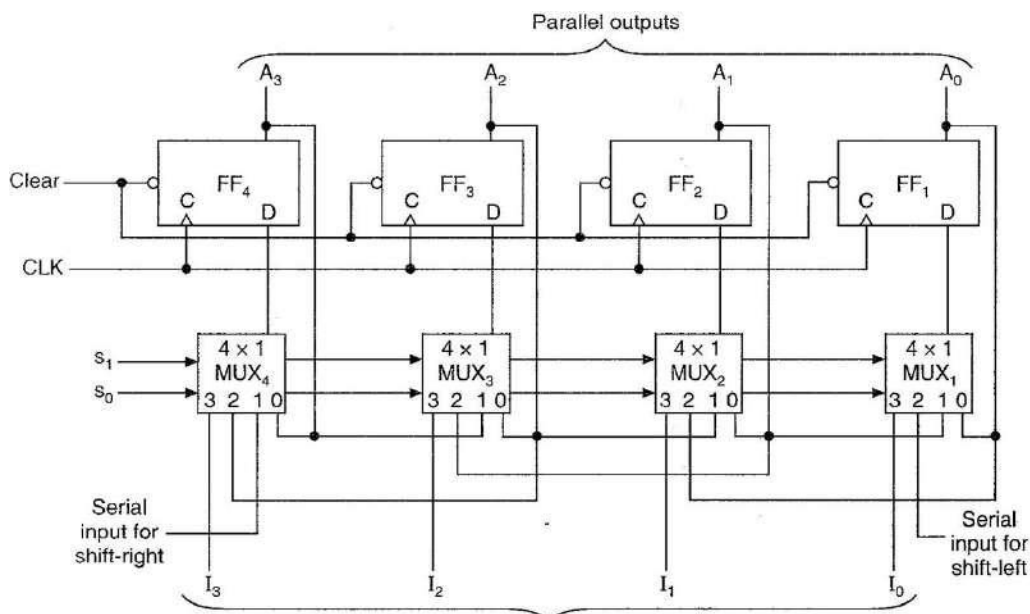 Parallel outputs
A₃ A₂ A₁ A₀
Clear
FF₄ FF₃ FF₂ FF₁
C D C D C D C D
CLK
4 × 1 4 × 1 4 × 1 4 × 1
s₁
MUX₄ MUX₃ MUX₂ MUX₁
s₀
3 2 1 0 3 2 1 0 3 2 1 0 3 2 1 0
Serial
input for
shift-right
Serial
input for
shift-left
I₃ I₂ I₁ I₀